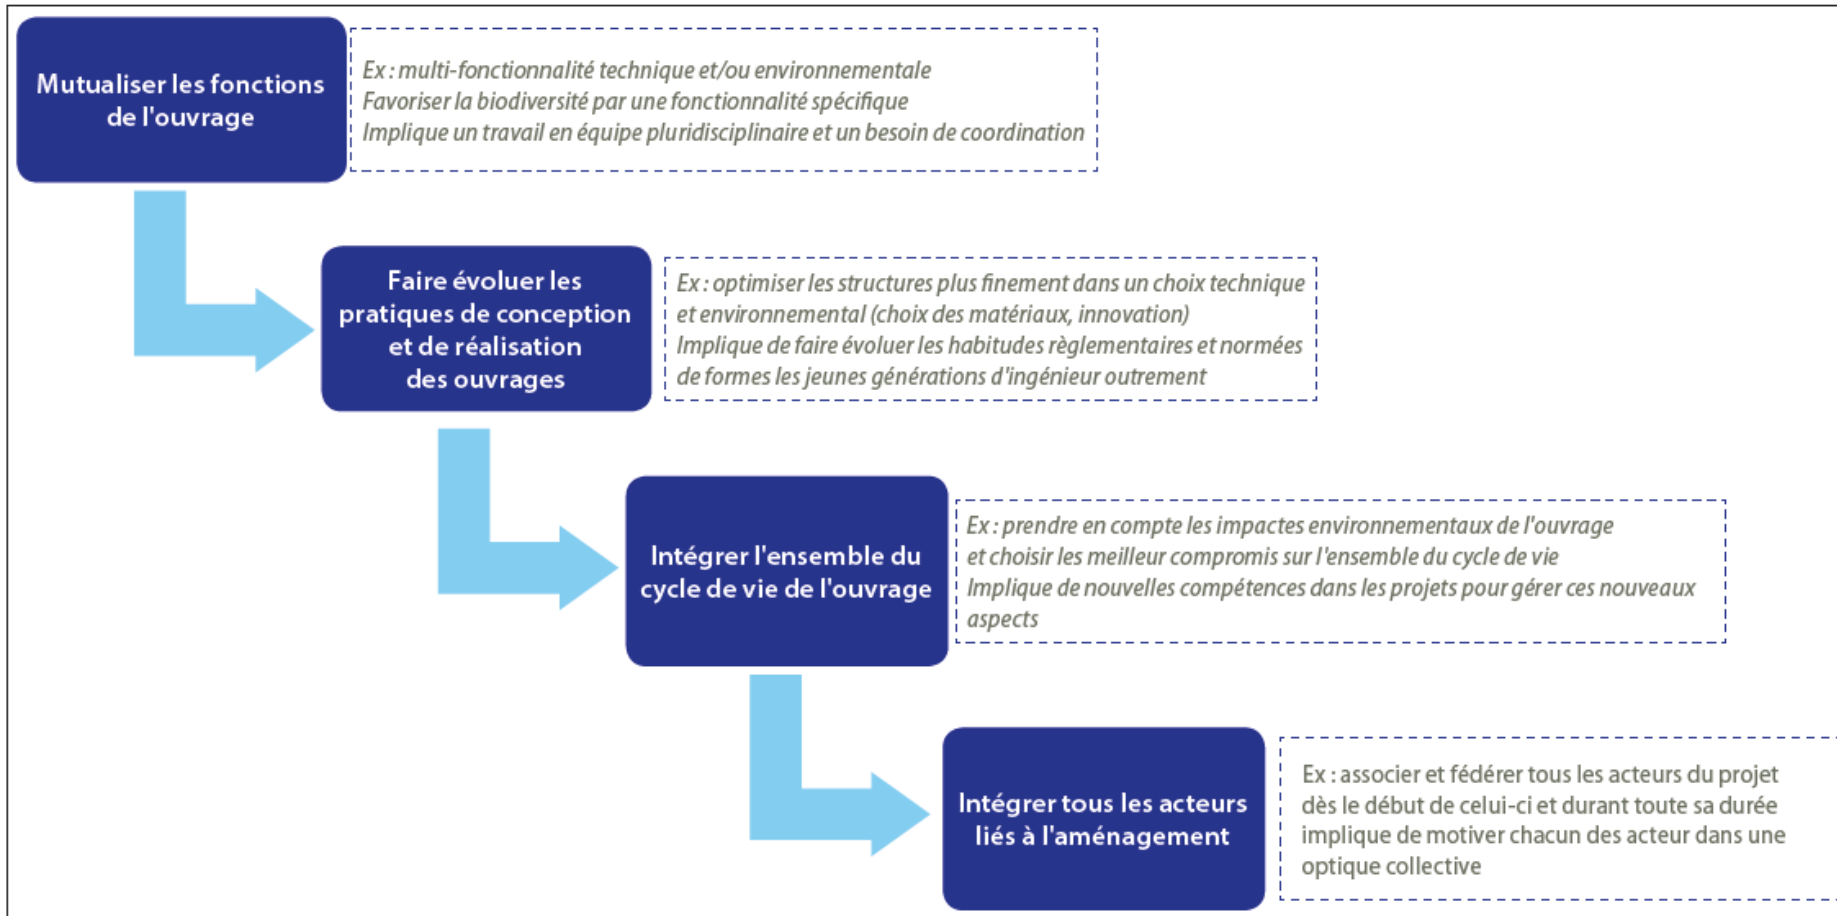 Mutualiser les fonctions
de l'ouvrage
Ex : multi-fonctionnalité technique et/ou environnementale
Favoriser la biodiversité par une fonctionnalité spécifique
Implique un travail en équipe pluridisciplinaire et un besoin de coordination
Faire évoluer les
pratiques de conception
et de réalisation
des ouvrages
Ex : optimiser les structures plus finement dans un choix technique
et environnemental (choix des matériaux, innovation)
Implique de faire évoluer les habitudes règlementaires et normées
de formes les jeunes générations d'ingénieur outrement
Intégrer l'ensemble du
cycle de vie de l'ouvrage
Ex : prendre en compte les impactes environnementaux de l'ouvrage
et choisir les meilleur compromis sur l'ensemble du cycle de vie
Implique de nouvelles compétences dans les projets pour gérer ces nouveaux
aspects
Intégrer tous les acteurs
liés à l'aménagement
Ex : associer et fédérer tous les acteurs du projet
dès le début de celui-ci et durant toute sa durée
implique de motiver chacun des acteur dans une
optique collective